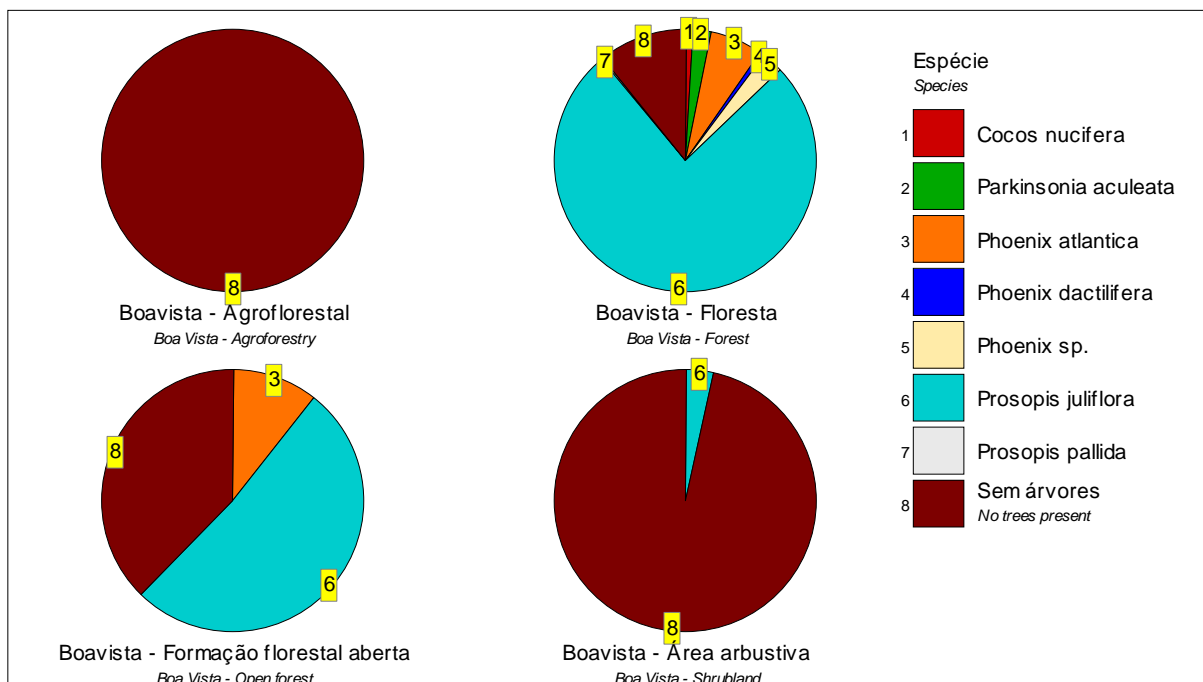 8
Boavista - Agroflorestal
Boa Vista - Agroforestry
1
2
3
4
5
6
7
8
Boavista - Floresta
Boa Vista - Forest
3
6
8
Boavista - Formação florestal aberta
Boa Vista - Open forest
6
8
Boavista - Área arbustiva
Boa Vista - Shrubland
Espécie
Species
1 Cocos nucifera
2 Parkinsonia aculeata
3 Phoenix atlantica
4 Phoenix dactilifera
5 Phoenix sp.
6 Prosopis juliflora
7 Prosopis pallida
8 Sem árvores
No trees present